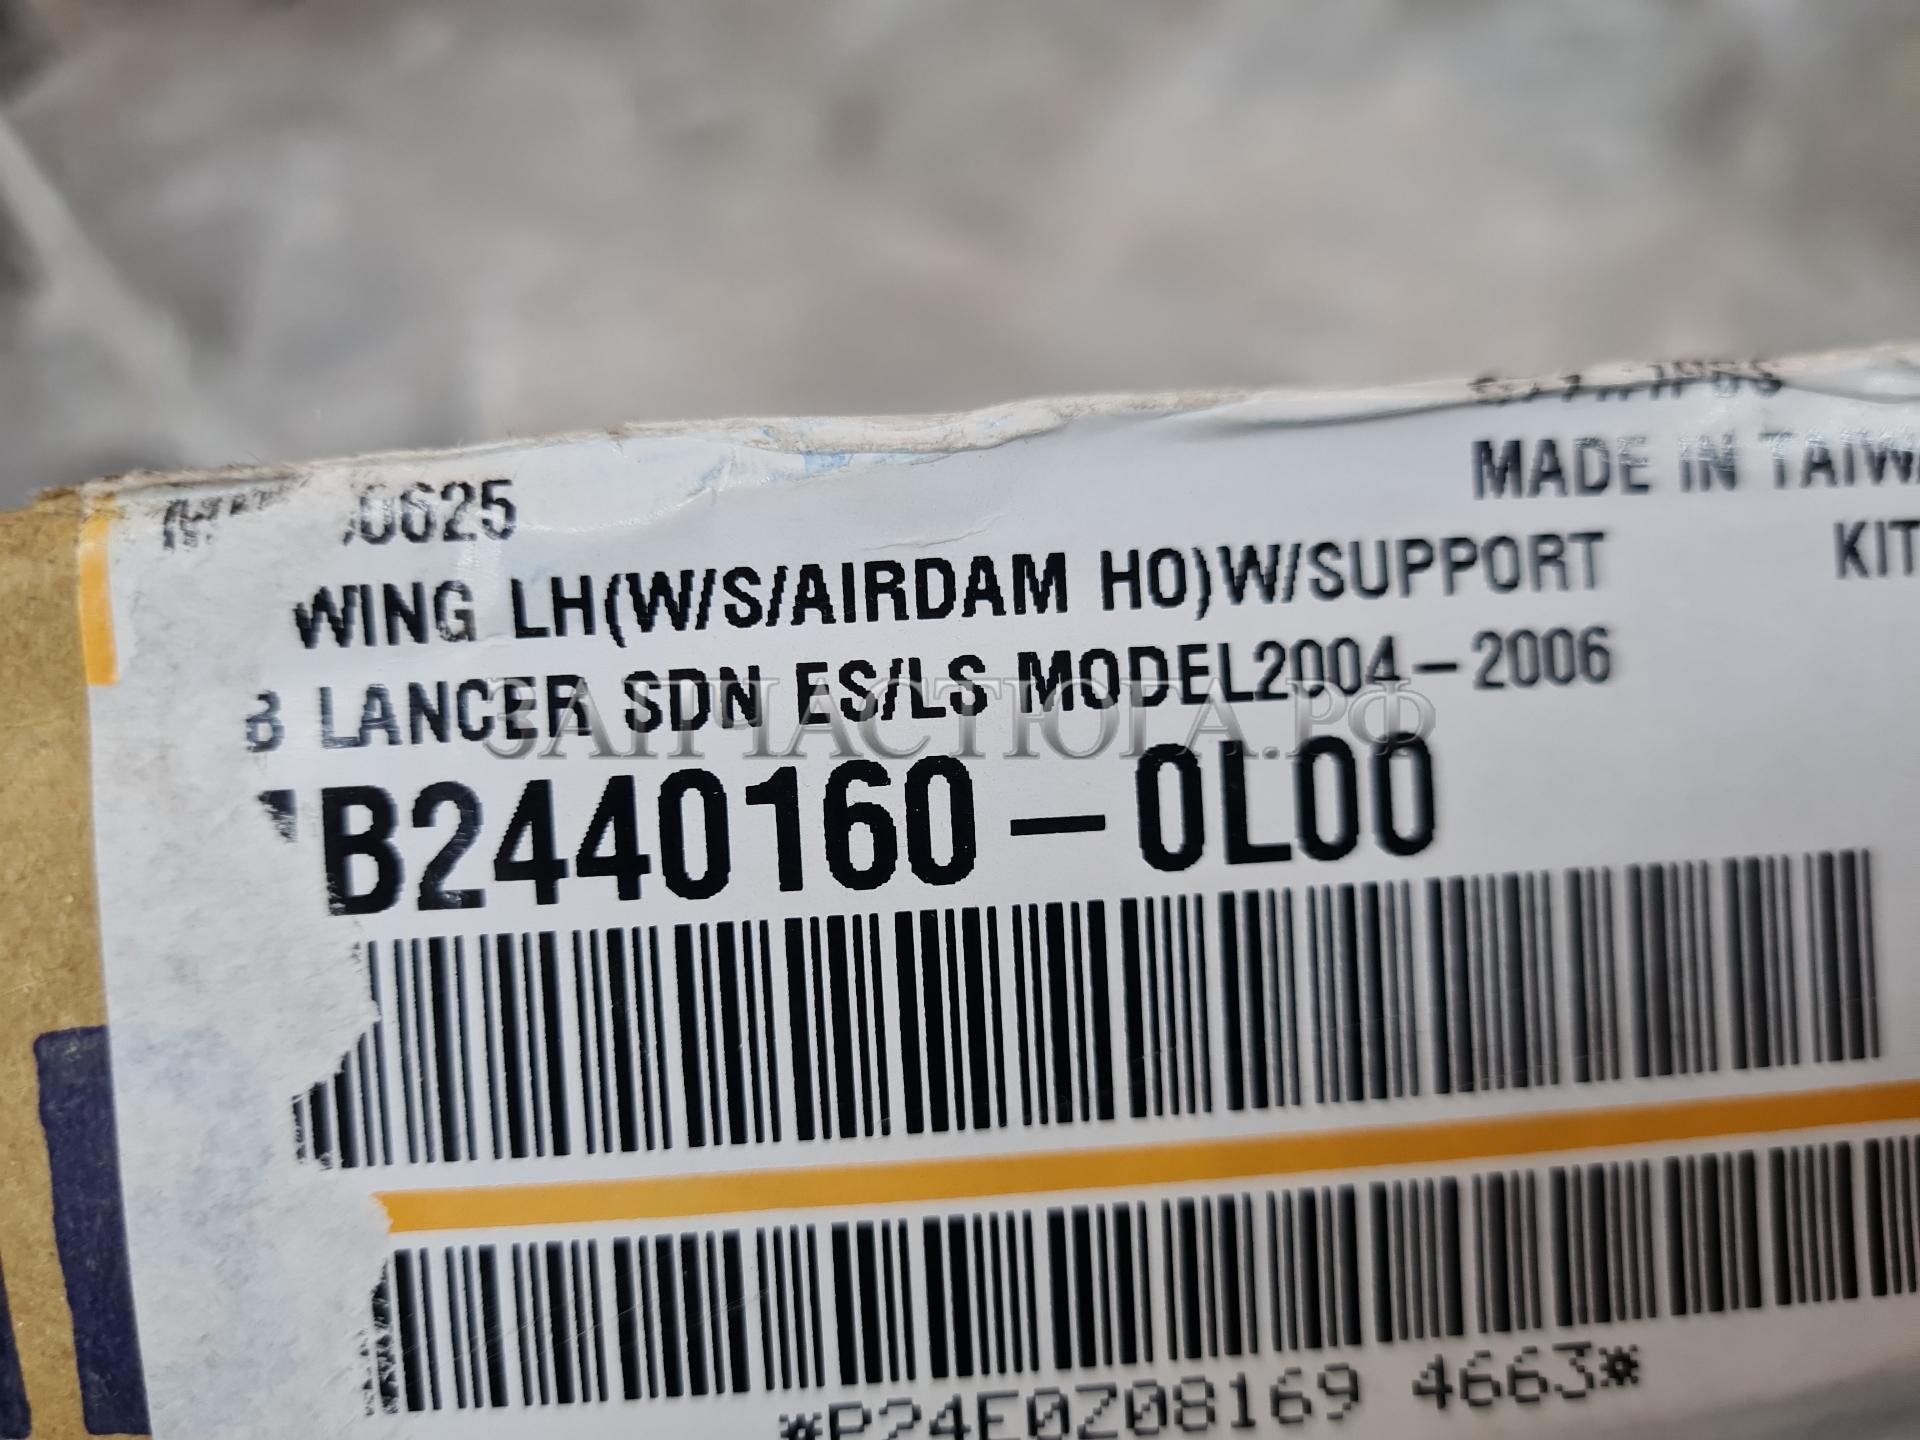 0625
MADE IN TAIWA
WING LH(W/S/AIRDAM HO)W/SUPPORT KIT
B LANCER SDN ES/LS MODEL2004-2006
ЗАПЧАСТЮГА.РФ
B2440160-0L00
*P24E0Z08169 4663*